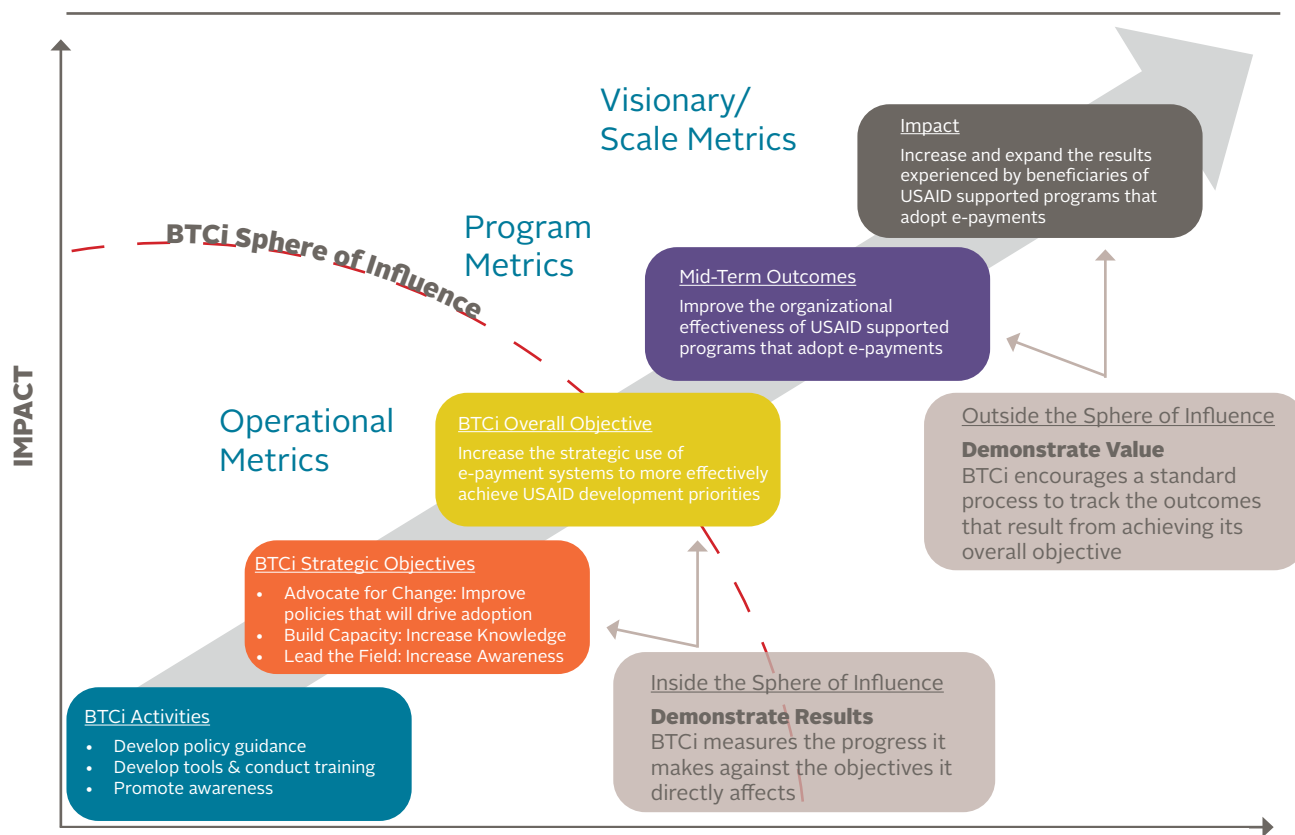 Visionary/
Scale Metrics
Impact
Increase and expand the results
experienced by beneficiaries of
USAID supported programs that
adopt e-payments
BTCi Sphere of Influence
Program
Metrics
Mid-Term Outcomes
Improve the organizational
effectiveness of USAID supported
programs that adopt e-payments
IMPACT
Operational
Metrics
BTCi Overall Objective
Increase the strategic use of
e-payment systems to more effectively
achieve USAID development priorities
Outside the Sphere of Influence
Demonstrate Value
BTCi encourages a standard
process to track the outcomes
that result from achieving its
overall objective
BTCi Strategic Objectives
• Advocate for Change: Improve
policies that will drive adoption
• Build Capacity: Increase Knowledge
• Lead the Field: Increase Awareness
Inside the Sphere of Influence
Demonstrate Results
BTCi measures the progress it
makes against the objectives it
directly affects
BTCi Activities
• Develop policy guidance
• Develop tools & conduct training
• Promote awareness